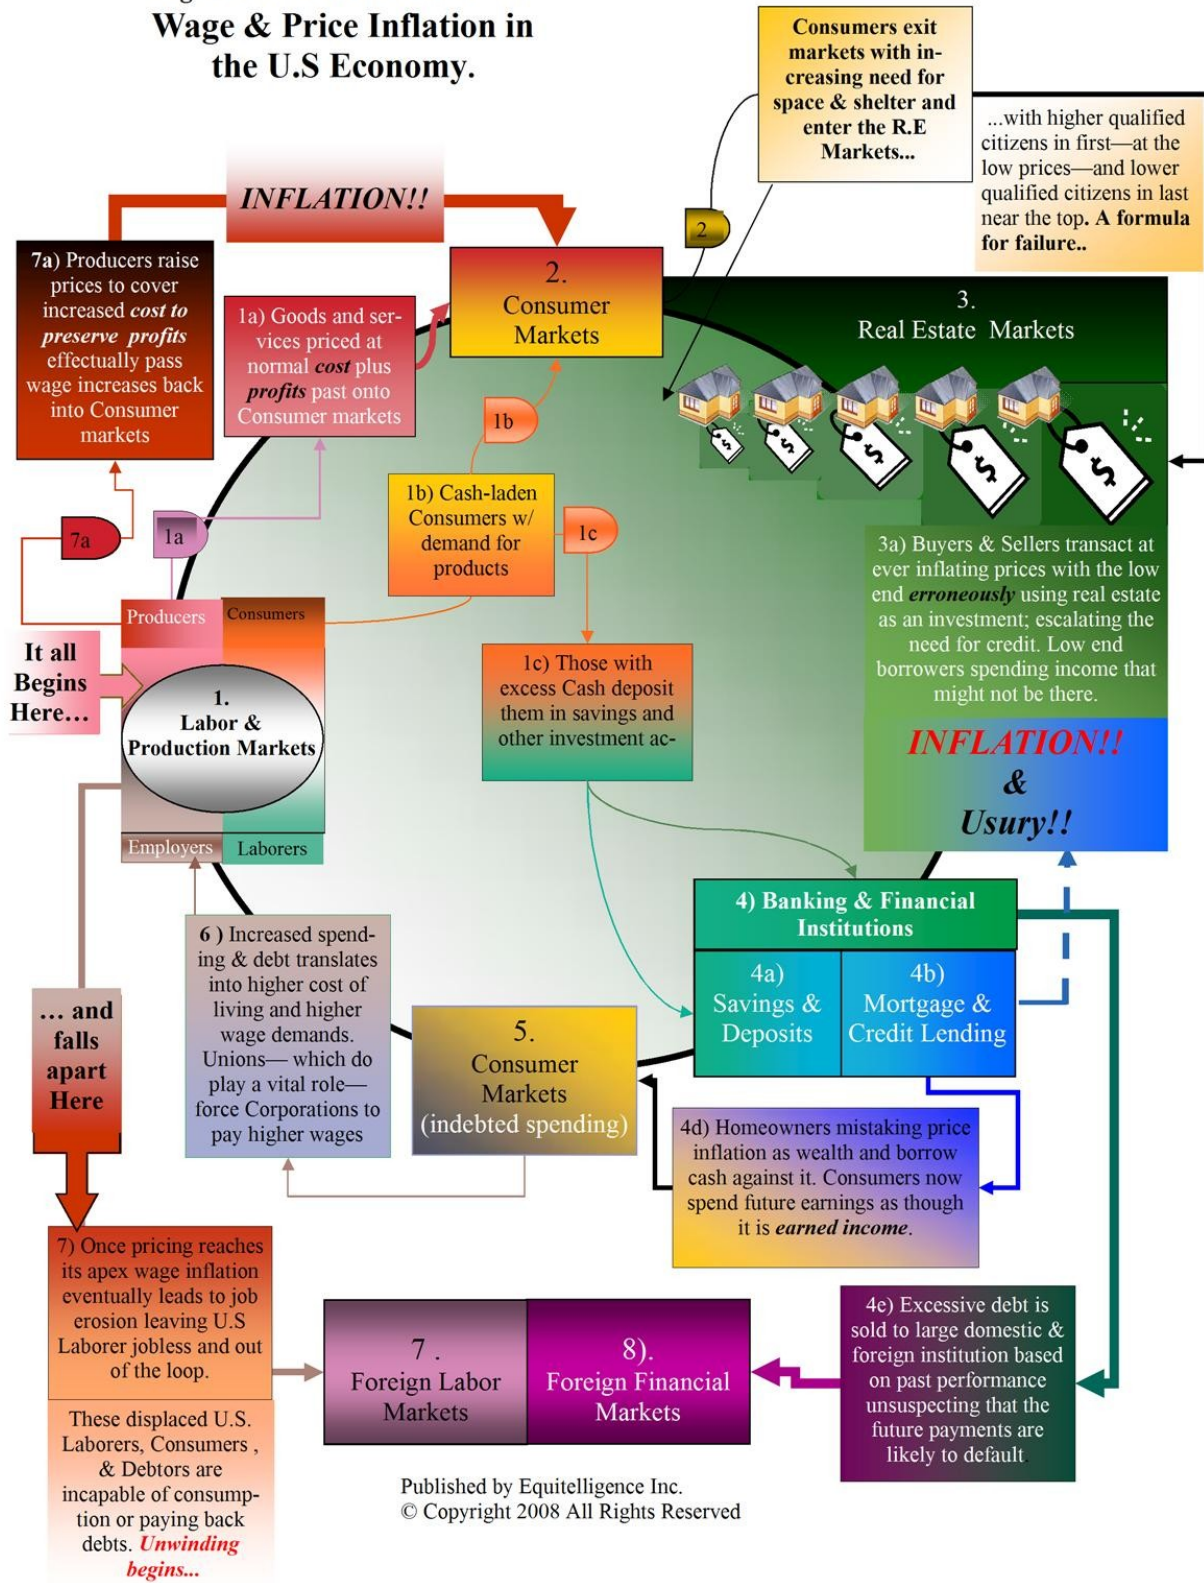 Wage & Price Inflation in
the U.S Economy.
Consumers exit
markets with in-
creasing need for
space & shelter and
enter the R.E
Markets...
...with higher qualified
citizens in first—at the
low prices—and lower
qualified citizens in last
near the top. A formula
for failure..
INFLATION!!
7a) Producers raise
prices to cover
increased cost to
preserve profits
effectually pass
wage increases back
into Consumer
markets
1a) Goods and ser-
vices priced at
normal cost plus
profits past onto
Consumer markets
2.
Consumer
Markets
2
3.
Real Estate Markets
$
$
$
$
$
1b
1b) Cash-laden
Consumers w/
demand for
products
1c
7a
1a
3a) Buyers & Sellers transact at
ever inflating prices with the low
end erroneously using real estate
as an investment; escalating the
need for credit. Low end
borrowers spending income that
might not be there.
INFLATION!!
&
Usury!!
Producers
Consumers
It all
Begins
Here…
1.
Labor &
Production Markets
Employers
Laborers
1c) Those with
excess Cash deposit
them in savings and
other investment ac-
4) Banking & Financial
Institutions
4a)
Savings &
Deposits
4b)
Mortgage &
Credit Lending
6 ) Increased spend-
ing & debt translates
into higher cost of
living and higher
wage demands.
Unions— which do
play a vital role—
force Corporations to
pay higher wages
5.
Consumer
Markets
(indebted spending)
4d) Homeowners mistaking price
inflation as wealth and borrow
cash against it. Consumers now
spend future earnings as though
it is earned income.
… and
falls
apart
Here
7) Once pricing reaches
its apex wage inflation
eventually leads to job
erosion leaving U.S
Laborer jobless and out
of the loop.
These displaced U.S.
Laborers, Consumers ,
& Debtors are
incapable of consump-
tion or paying back
debts. Unwinding
begins...
7 .
Foreign Labor
Markets
8).
Foreign Financial
Markets
4e) Excessive debt is
sold to large domestic &
foreign institution based
on past performance
unsuspecting that the
future payments are
likely to default.
Published by Equitelligence Inc.
© Copyright 2008 All Rights Reserved